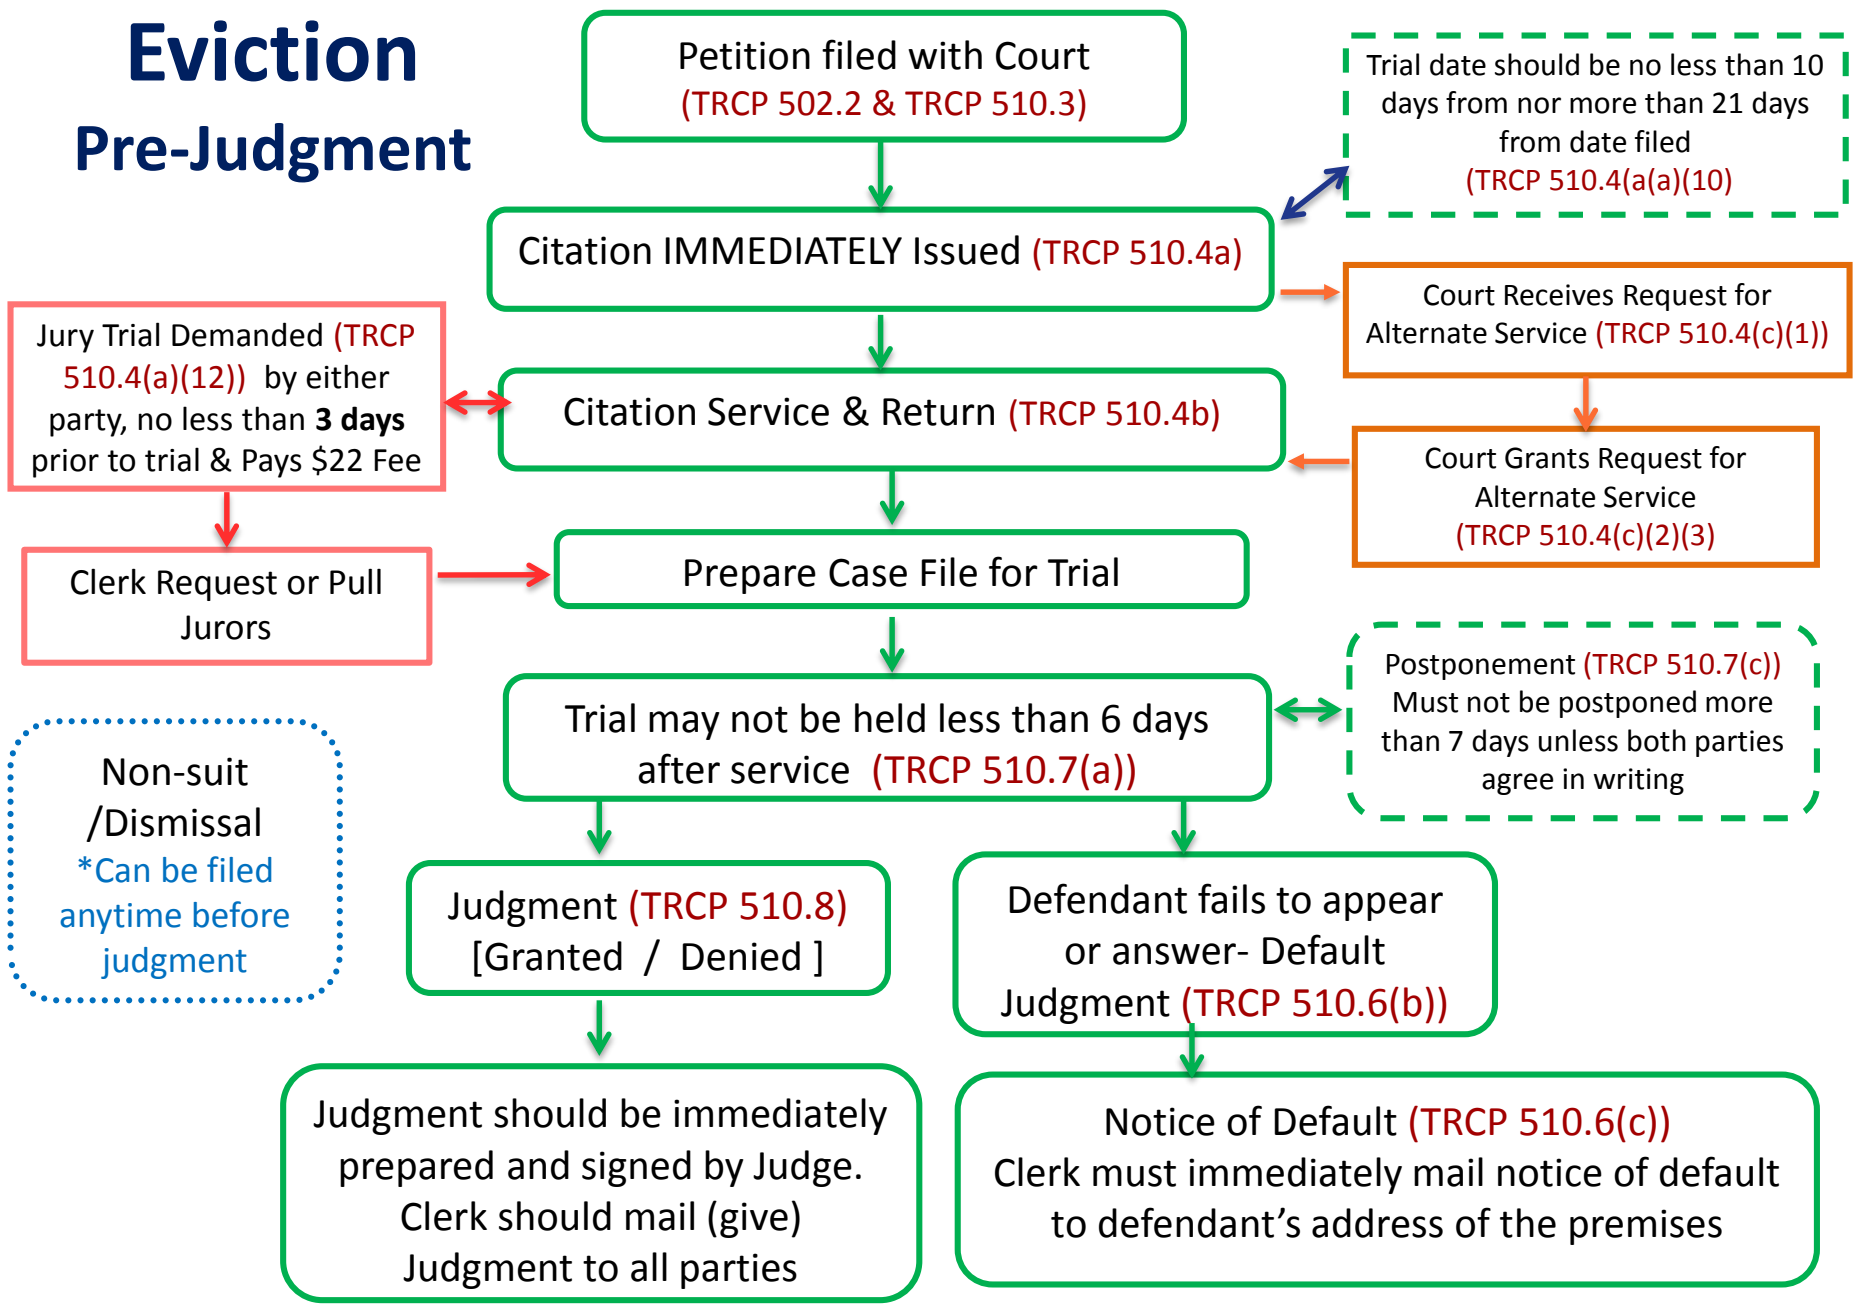 Eviction
Pre-Judgment
Petition filed with Court
(TRCP 502.2 & TRCP 510.3)
Trial date should be no less than 10
days from nor more than 21 days
from date filed
(TRCP 510.4(a(a)(10)
Citation IMMEDIATELY Issued (TRCP 510.4a)
Court Receives Request for
Alternate Service (TRCP 510.4(c)(1))
Jury Trial Demanded (TRCP
510.4(a)(12)) by either
party, no less than 3 days
prior to trial & Pays $22 Fee
Citation Service & Return (TRCP 510.4b)
Court Grants Request for
Alternate Service
(TRCP 510.4(c)(2)(3)
Clerk Request or Pull
Jurors
Prepare Case File for Trial
Trial may not be held less than 6 days
after service (TRCP 510.7(a))
Postponement (TRCP 510.7(c))
Must not be postponed more
than 7 days unless both parties
agree in writing
Non-suit
/Dismissal
*Can be filed
anytime before
judgment
Judgment (TRCP 510.8)
[Granted / Denied ]
Defendant fails to appear
or answer- Default
Judgment (TRCP 510.6(b))
Judgment should be immediately
prepared and signed by Judge.
Clerk should mail (give)
Judgment to all parties
Notice of Default (TRCP 510.6(c))
Clerk must immediately mail notice of default
to defendant’s address of the premises